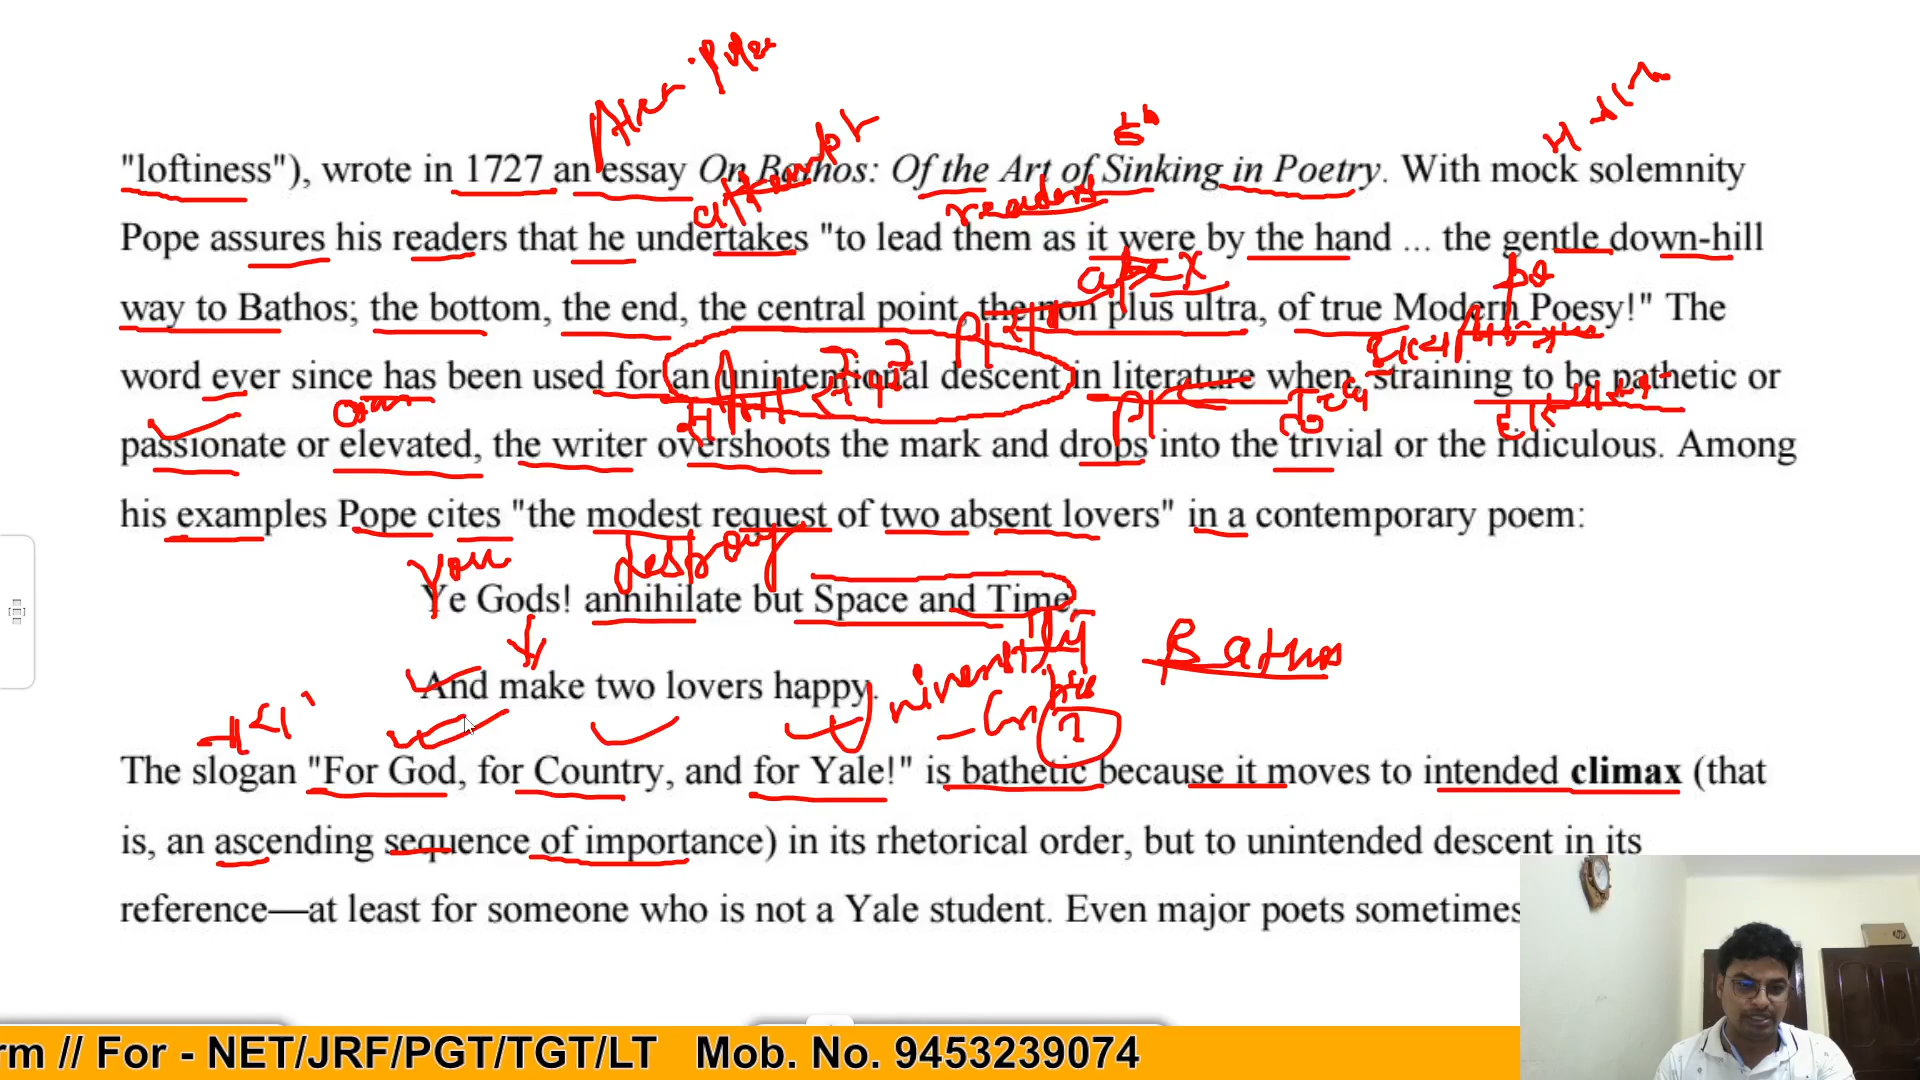 Alex. Pope
"loftiness"), wrote in 1727 an essay On Bathos: Of the Art of Sinking in Poetry. With mock solemnity
attempt
readers
Pope assures his readers that he undertakes "to lead them as it were by the hand ... the gentle down-hill
apex
way to Bathos; the bottom, the end, the central point, the non plus ultra, of true Modern Poesy!" The
word ever since has been used for an unintentional descent in literature when, straining to be pathetic or
passionate or elevated, the writer overshoots the mark and drops into the trivial or the ridiculous. Among
his examples Pope cites "the modest request of two absent lovers" in a contemporary poem:
You
destroy
Ye Gods! annihilate but Space and Time,
Bathos
And make two lovers happy.
The slogan "For God, for Country, and for Yale!" is bathetic because it moves to intended climax (that
is, an ascending sequence of importance) in its rhetorical order, but to unintended descent in its
reference—at least for someone who is not a Yale student. Even major poets sometimes
rm // For - NET/JRF/PGT/TGT/LT Mob. No. 9453239074